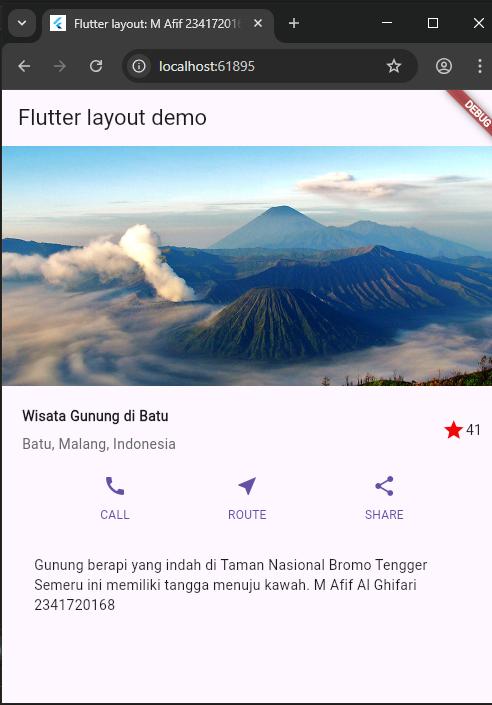 Flutter layout: M Afif 23417201
localhost:61895
Flutter layout demo
DEBUG
Wisata Gunung di Batu
Batu, Malang, Indonesia
41
CALL
ROUTE
SHARE
Gunung berapi yang indah di Taman Nasional Bromo Tengger
Semeru ini memiliki tangga menuju kawah. M Afif Al Ghifari
2341720168